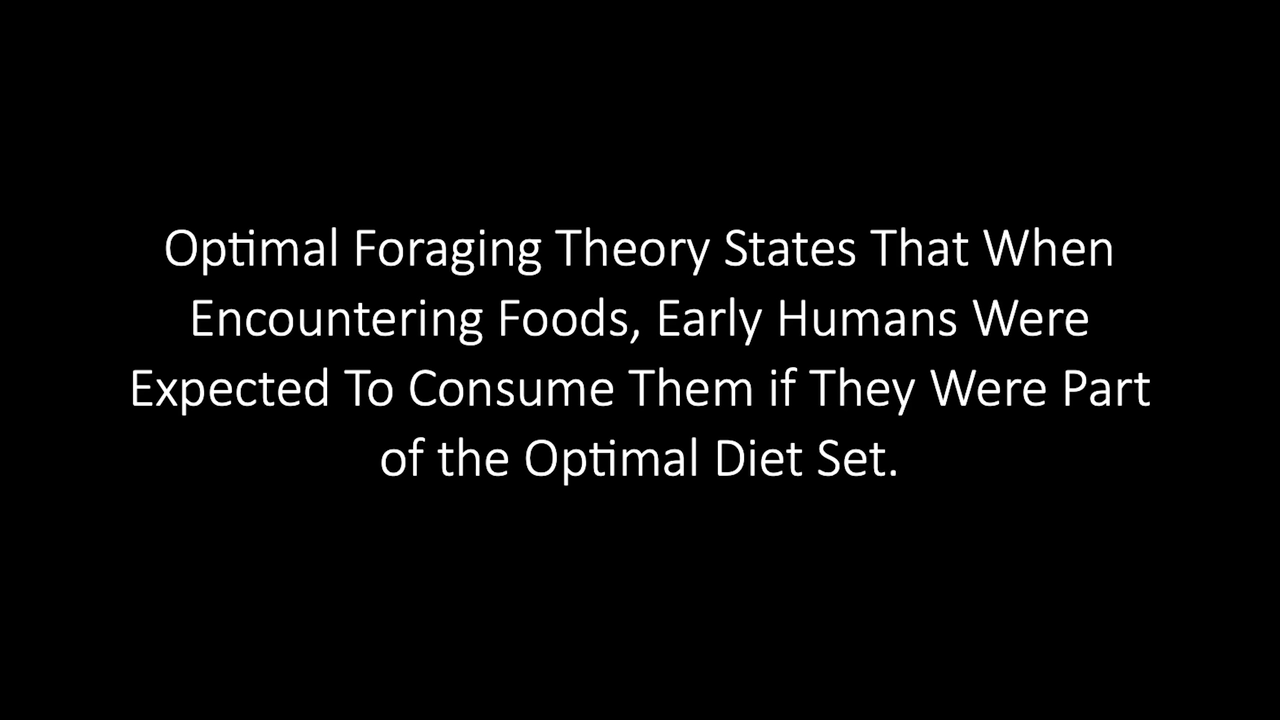 Optimal Foraging Theory States That When
Encountering Foods, Early Humans Were
Expected To Consume Them if They Were Part
of the Optimal Diet Set.